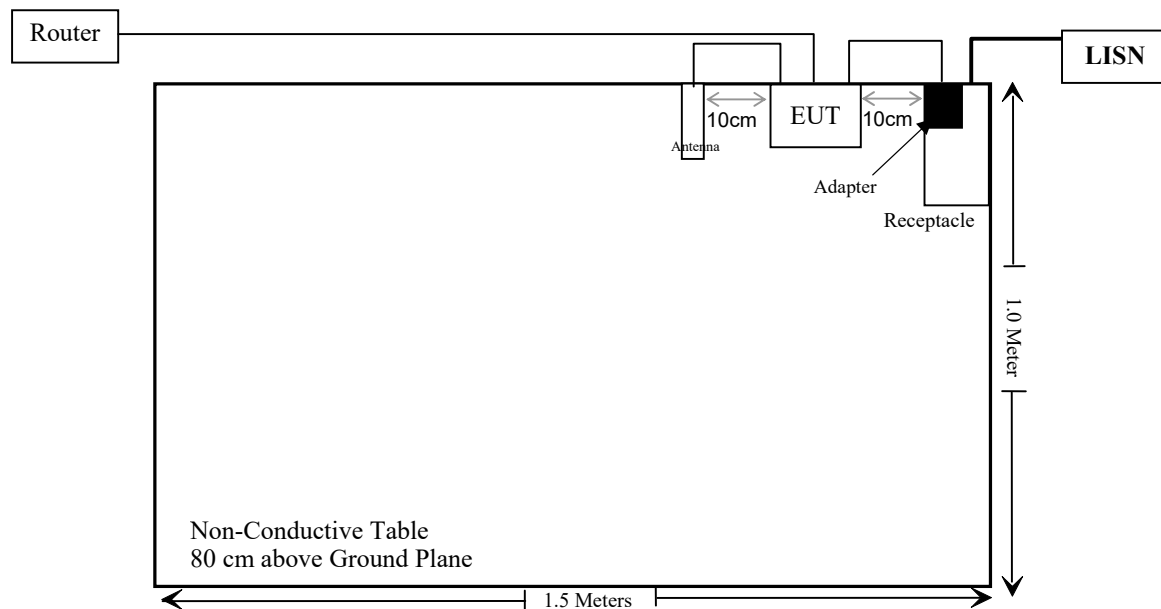 Router
LISN
10cm
EUT
10cm
Antenna
Adapter
Receptacle
1.0 Meter
Non-Conductive Table
80 cm above Ground Plane
1.5 Meters